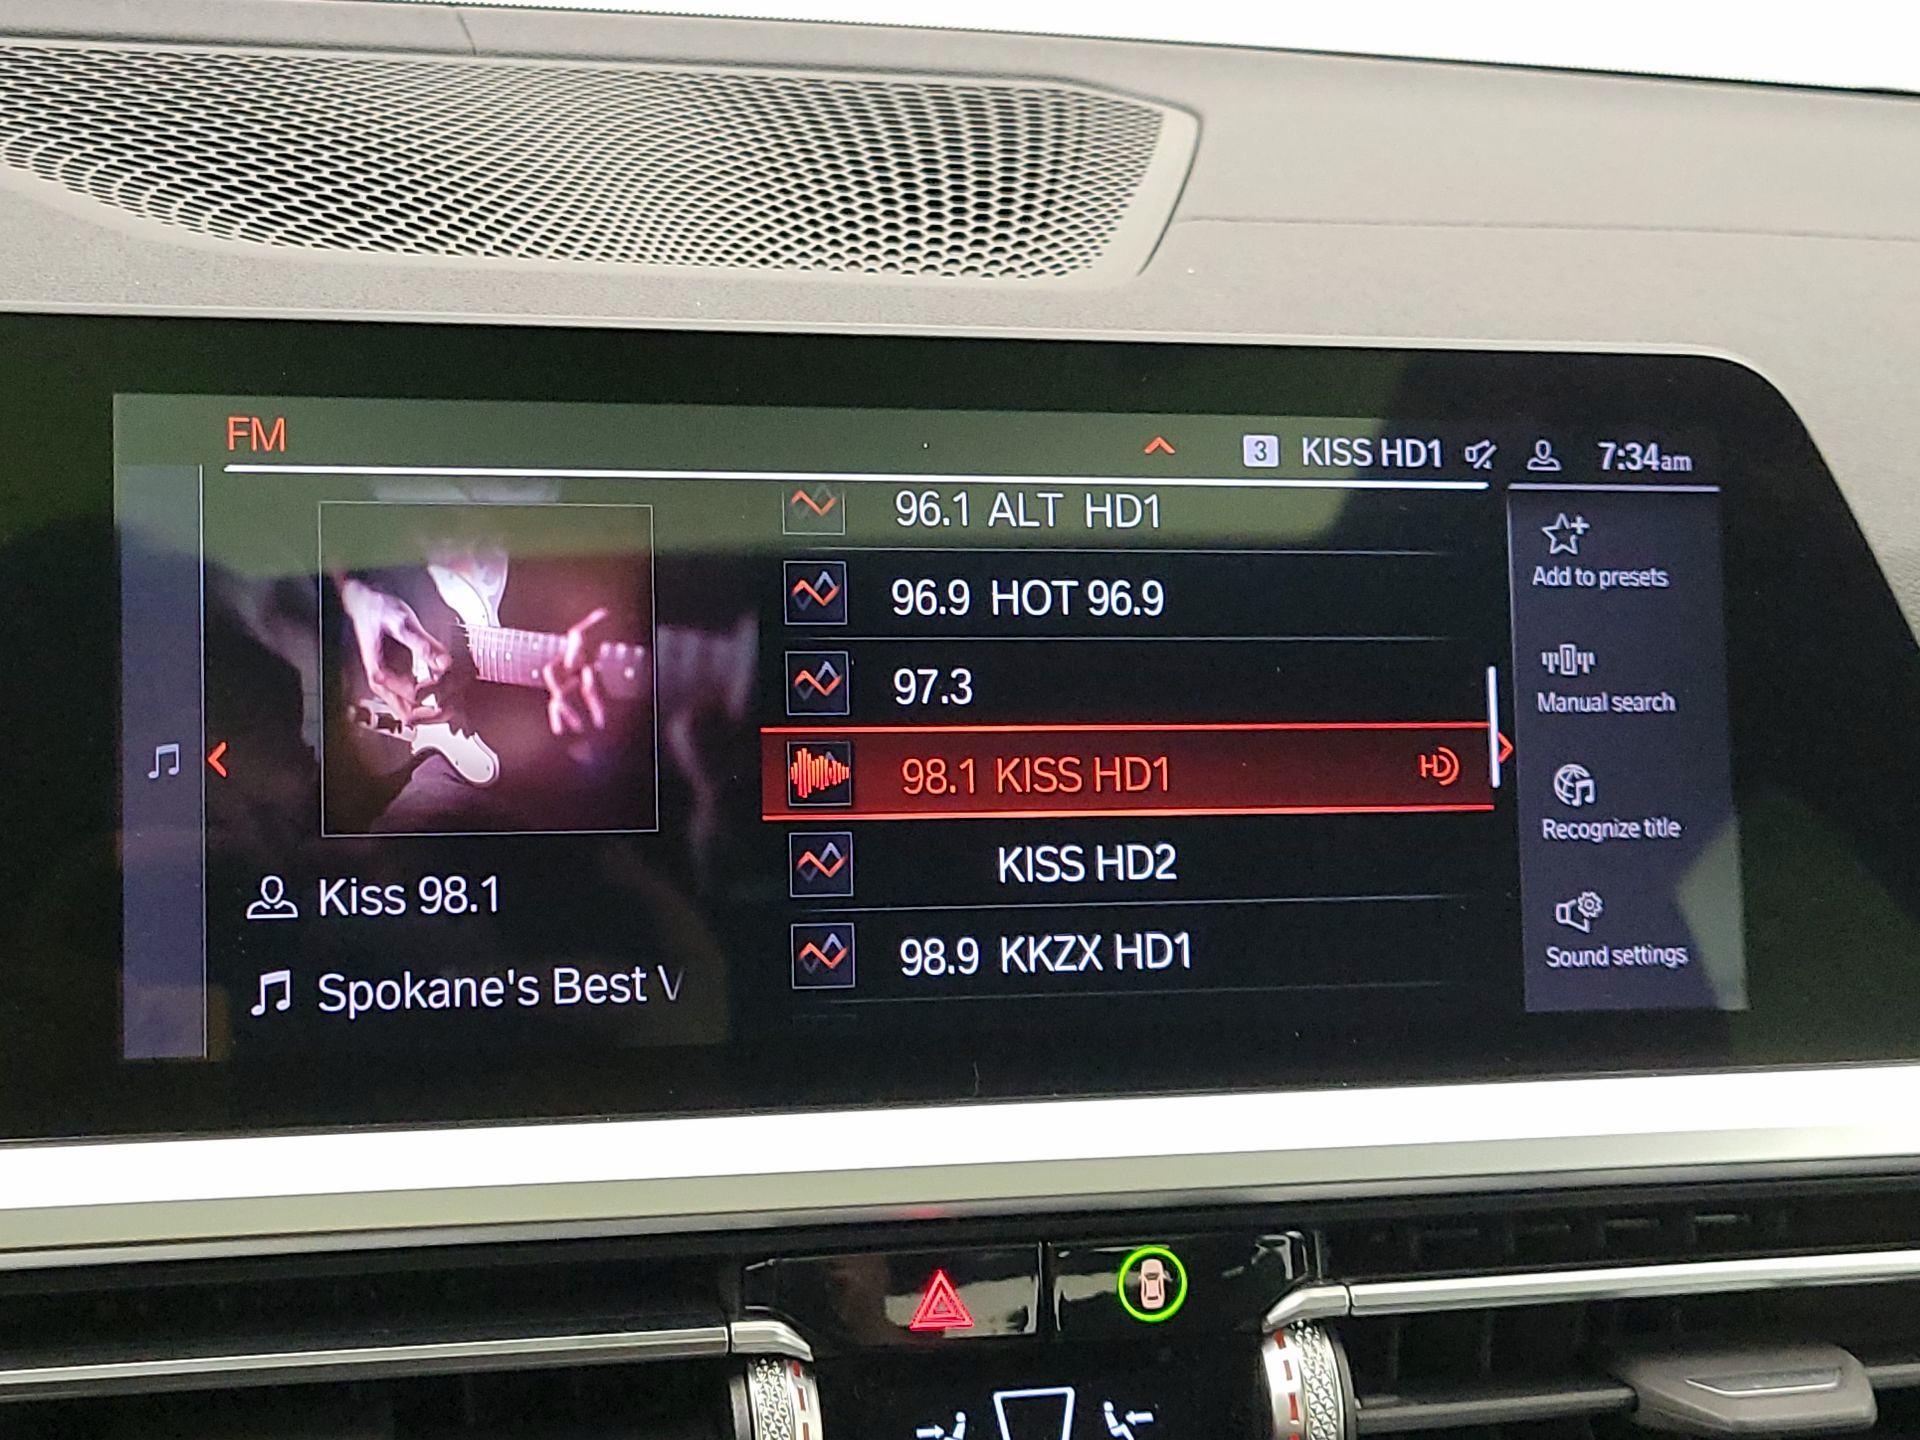 FM
3 KISS HD1 7:34am
96.1 ALT HD1
96.9 HOT 96.9
97.3
98.1 KISS HD1 HD
KISS HD2
98.9 KKZX HD1
Kiss 98.1
Spokane's Best V
Add to presets
Manual search
Recognize title
Sound settings